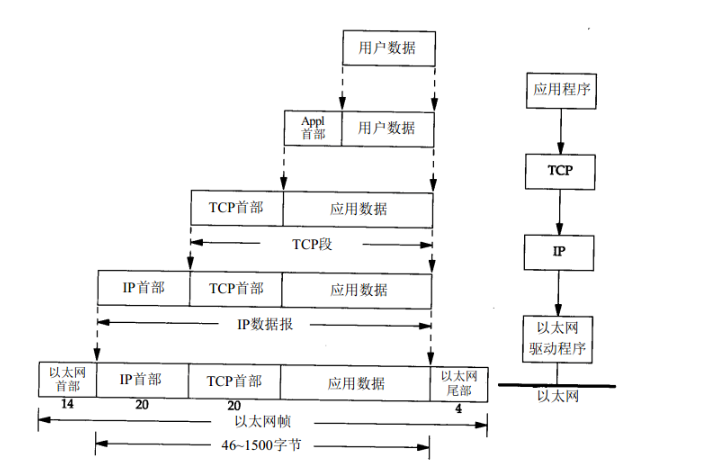 用户数据
Appl
首部
用户数据
TCP首部
应用数据
TCP段
IP首部
TCP首部
应用数据
IP数据报
以太网
首部
IP首部
TCP首部
应用数据
以太网
尾部
14
20
20
4
以太网帧
46~1500字节
应用程序
TCP
IP
以太网
驱动程序
以太网